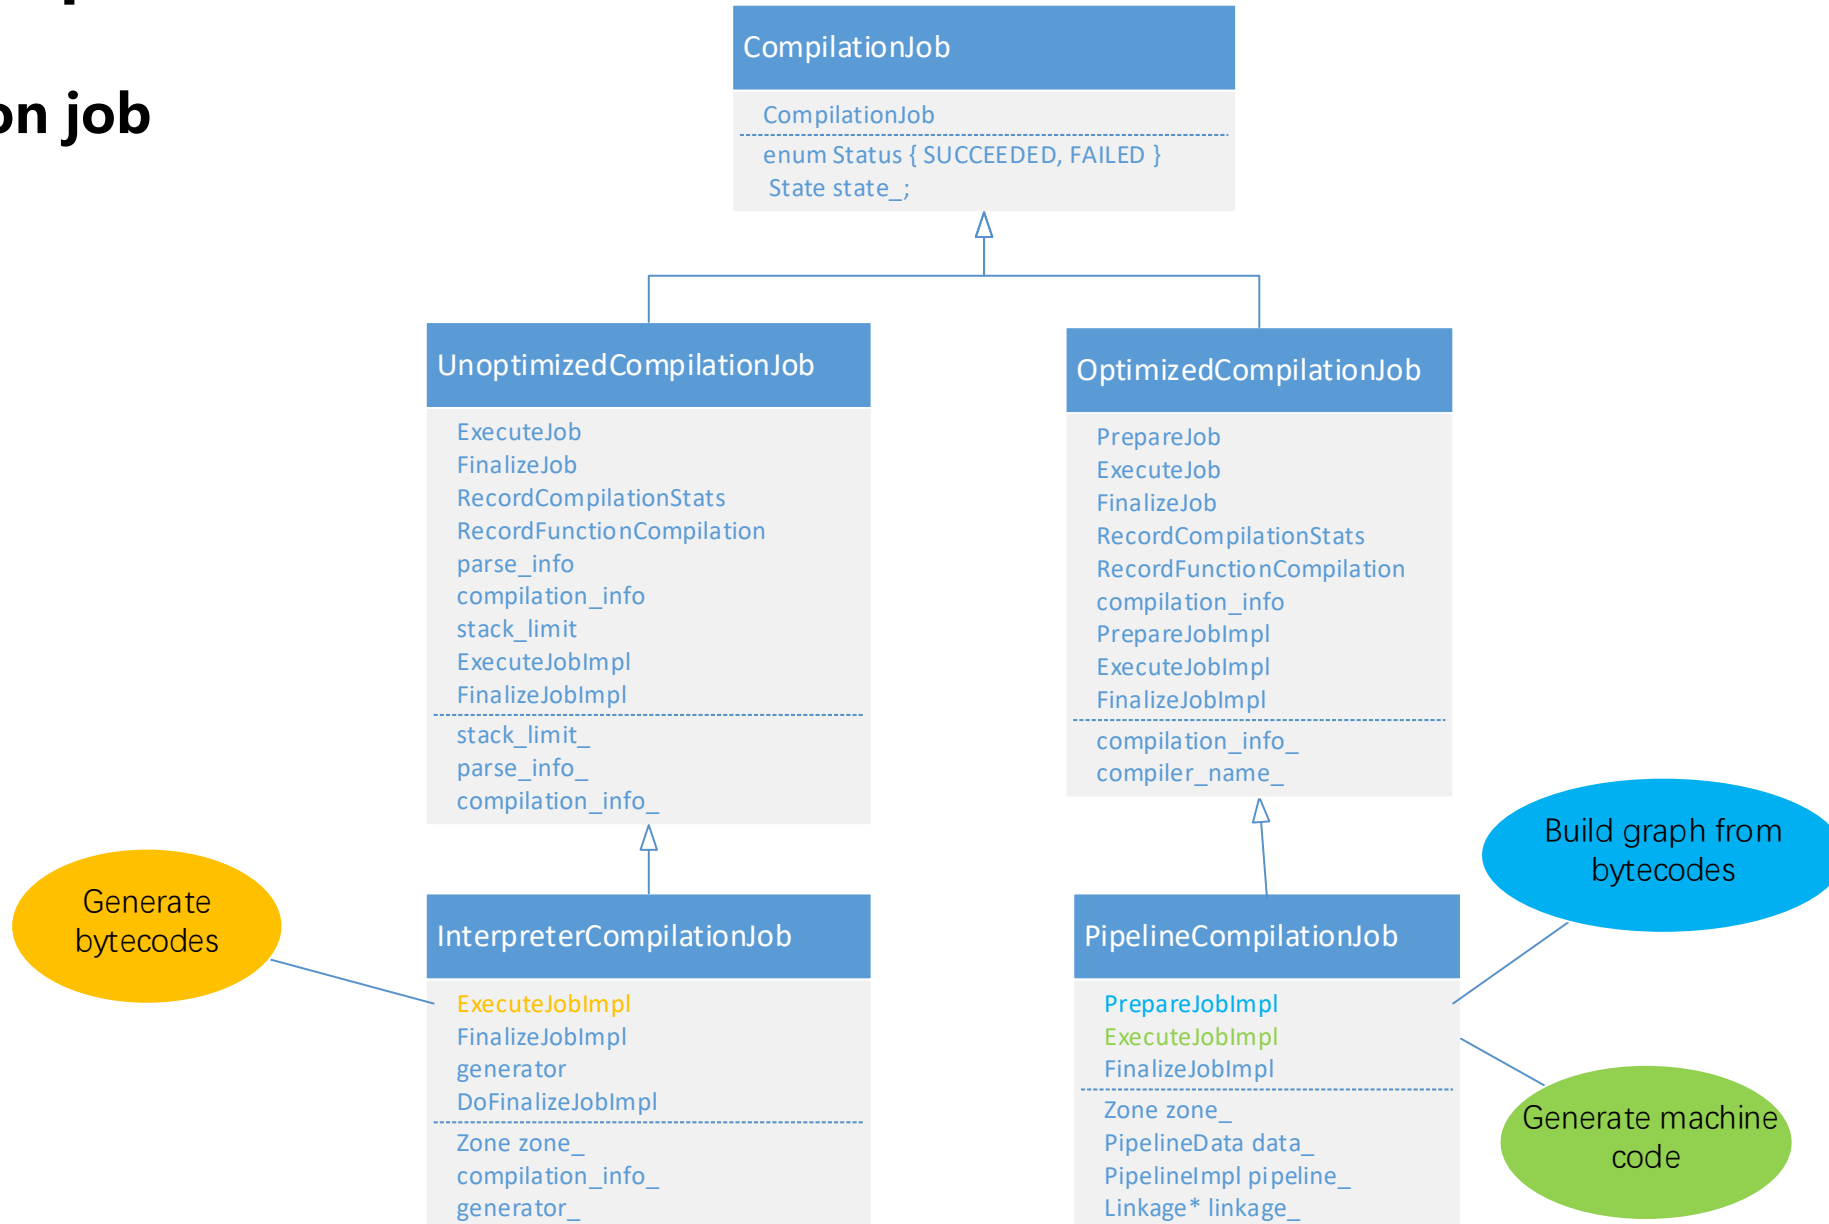 on job
CompilationJob
CompilationJob
enum Status { SUCCEEDED, FAILED }
State state_;
UnoptimizedCompilationJob
ExecuteJob
FinalizeJob
RecordCompilationStats
RecordFunctionCompilation
parse_info
compilation_info
stack_limit
ExecuteJobImpl
FinalizeJobImpl
stack_limit_
parse_info_
compilation_info_
OptimizedCompilationJob
PrepareJob
ExecuteJob
FinalizeJob
RecordCompilationStats
RecordFunctionCompilation
compilation_info
PrepareJobImpl
ExecuteJobImpl
FinalizeJobImpl
compilation_info_
compiler_name_
Generate
bytecodes
InterpreterCompilationJob
ExecuteJobImpl
FinalizeJobImpl
generator
DoFinalizeJobImpl
Zone zone_
compilation_info_
generator_
Build graph from
bytecodes
PipelineCompilationJob
PrepareJobImpl
ExecuteJobImpl
FinalizeJobImpl
Zone zone_
PipelineData data_
PipelineImpl pipeline_
Linkage* linkage_
Generate machine
code